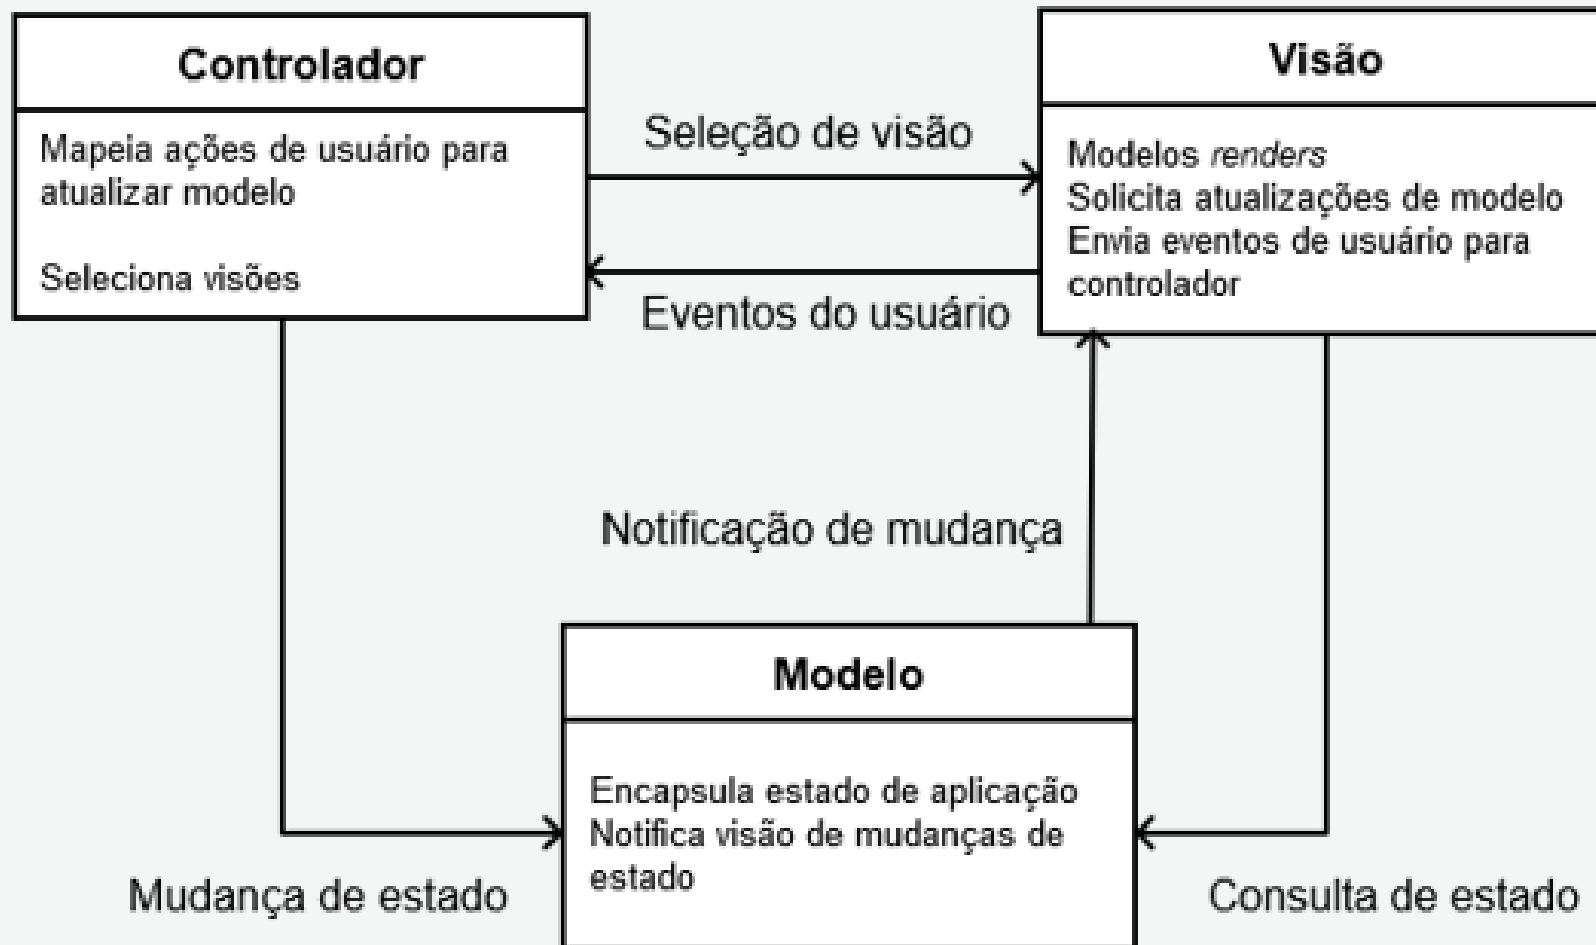 Controlador
Mapeia ações de usuário para
atualizar modelo
Seleciona visões
Seleção de visão
Eventos do usuário
Visão
Modelos renders
Solicita atualizações de modelo
Envia eventos de usuário para
controlador
Notificação de mudança
Modelo
Encapsula estado de aplicação
Notifica visão de mudanças de
estado
Mudança de estado
Consulta de estado